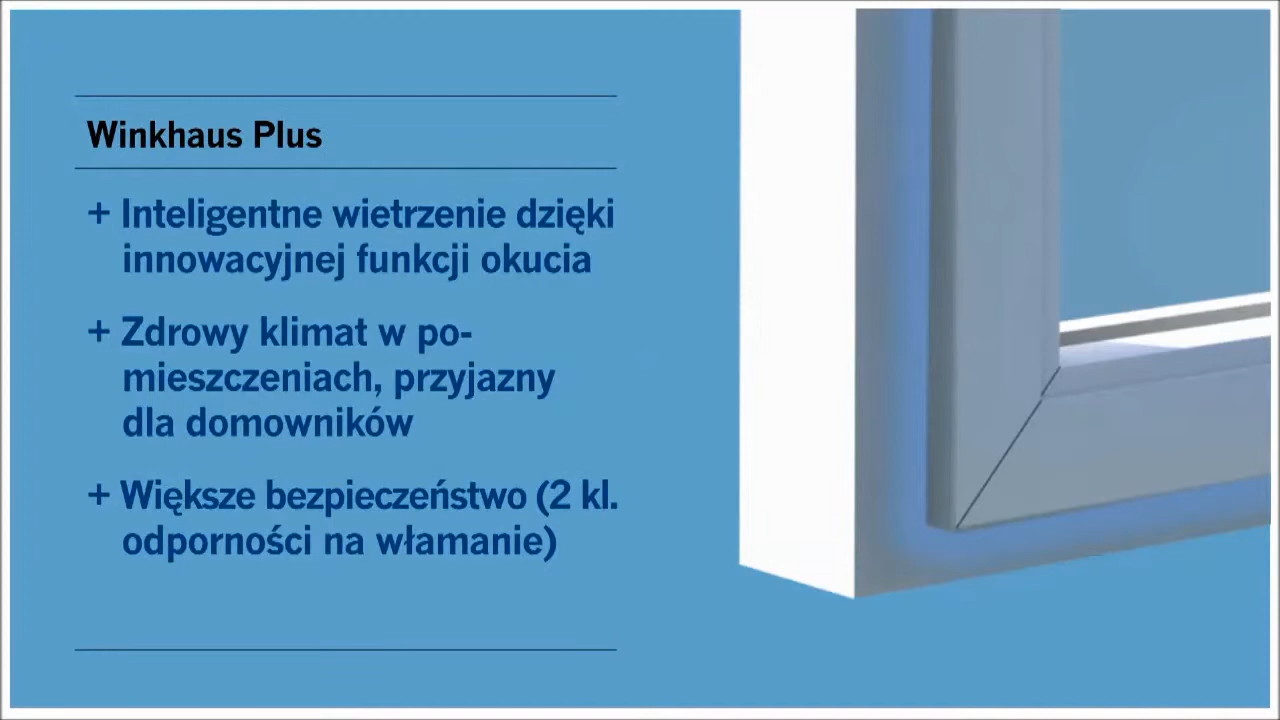 Winkhaus Plus
+ Inteligentne wietrzenie dzięki
innowacyjnej funkcji okucia
+ Zdrowy klimat w po-
mieszczeniach, przyjazny
dla domowników
+ Większe bezpieczeństwo (2 kl.
odporności na włamanie)